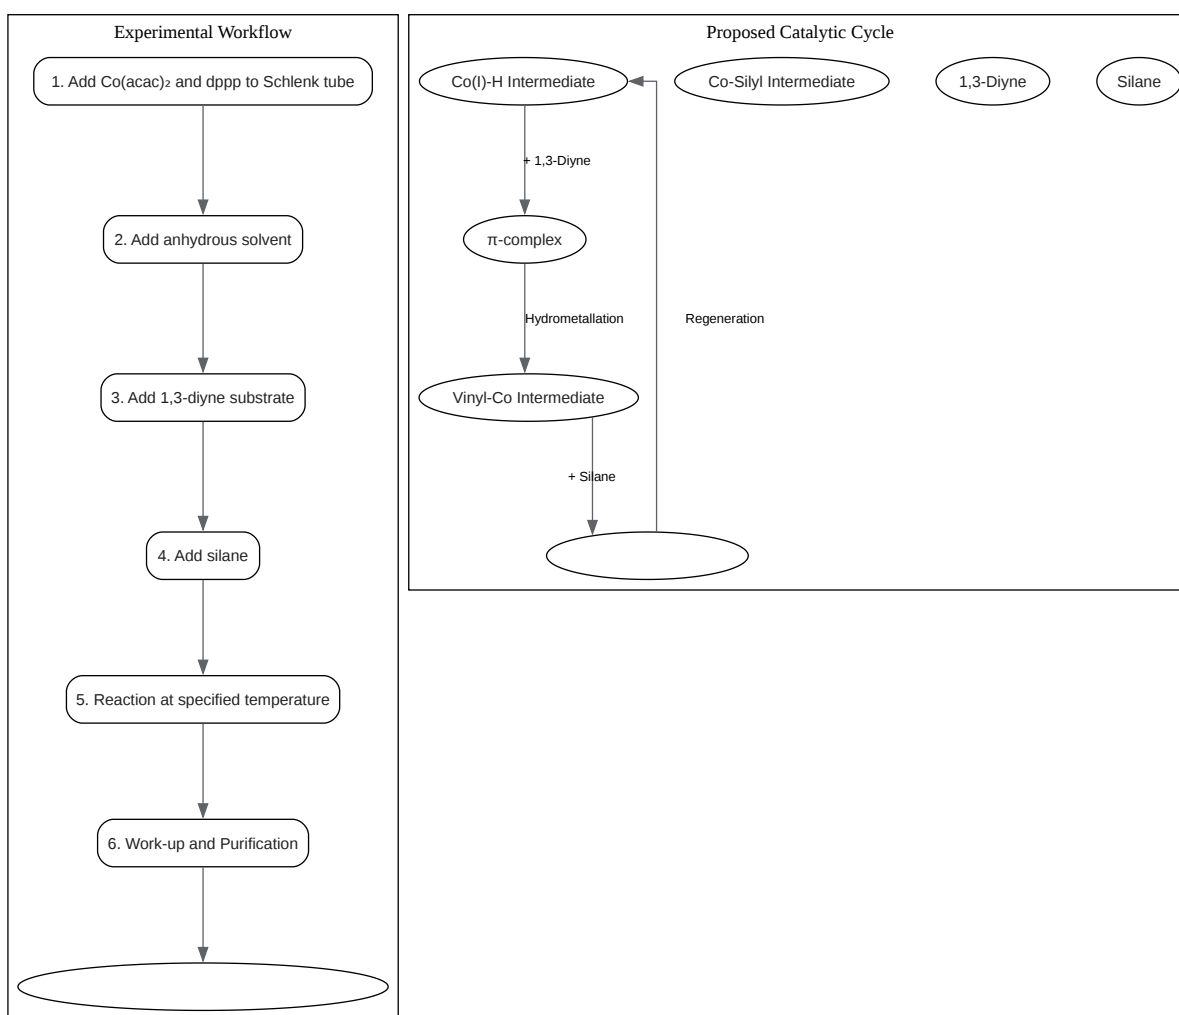 Experimental Workflow
1. Add Co(acac)₂ and dppp to Schlenk tube
2. Add anhydrous solvent
3. Add 1,3-diyne substrate
4. Add silane
5. Reaction at specified temperature
6. Work-up and Purification
Proposed Catalytic Cycle
Co(I)-H Intermediate
Co-Silyl Intermediate
1,3-Diyne
Silane
+ 1,3-Diyne
π-complex
Hydrometallation
Regeneration
Vinyl-Co Intermediate
+ Silane